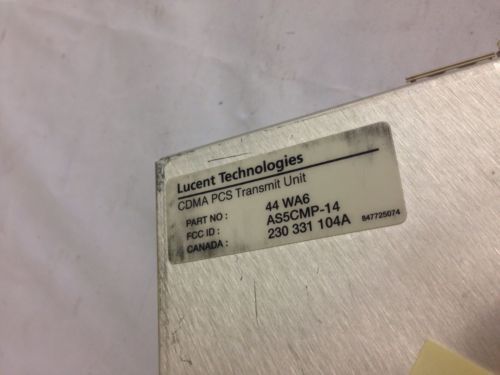 Lucent Technologies
CDMA PCS Transmit Unit
PART NO : 44 WA6
FCC ID : AS5CMP-14
CANADA : 230 331 104A 847725074